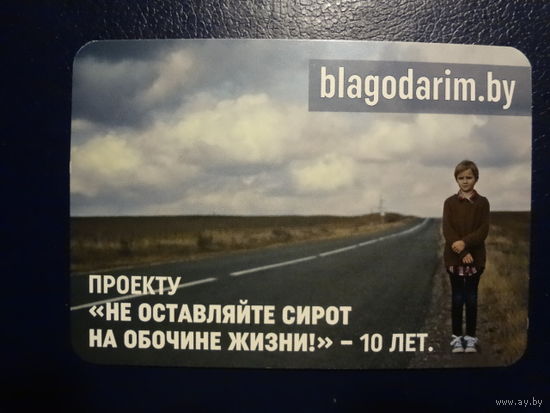 blagodarim.by
ПРОЕКТУ
«НЕ ОСТАВЛЯЙТЕ СИРОТ
НА ОБОЧИНЕ ЖИЗНИ!» – 10 ЛЕТ.
© www.ay.by